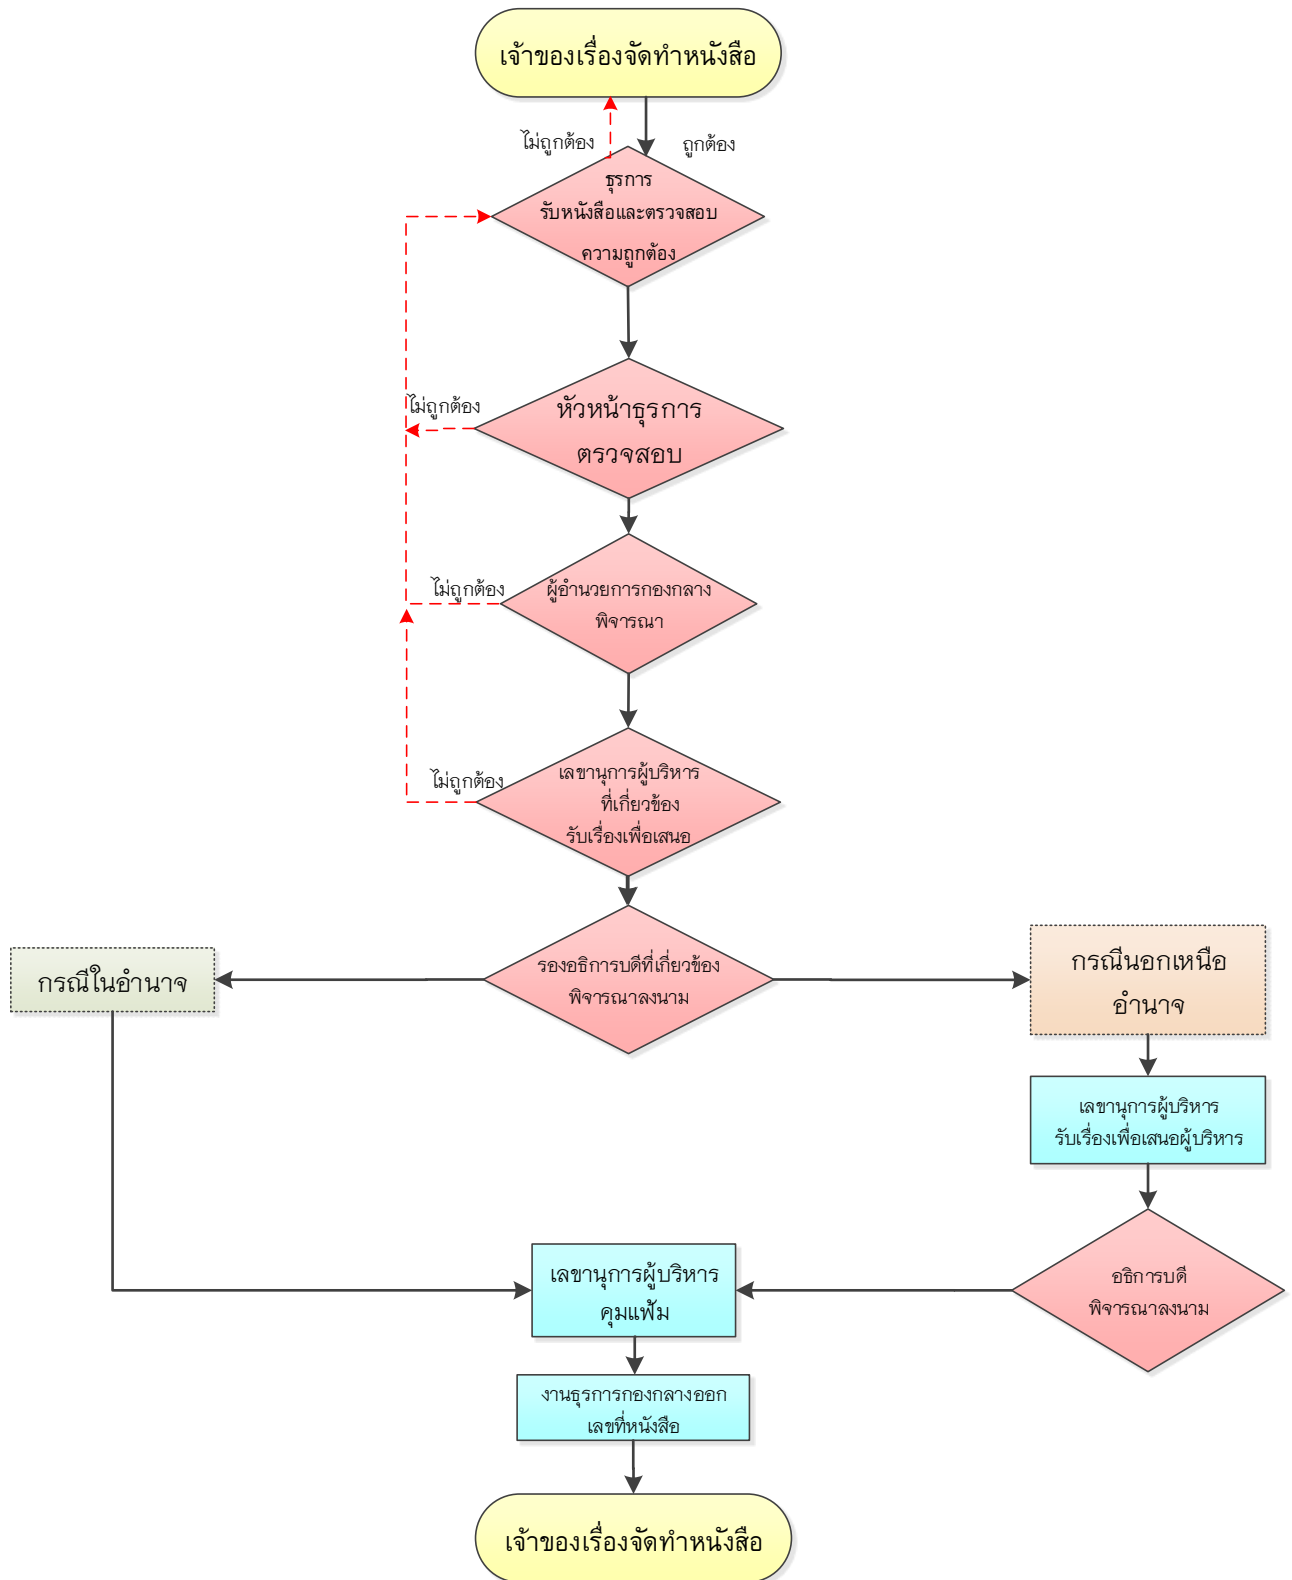 เจ้าของเรื่องจัดทำหนังสือ
ไม่ถูกต้อง
ถูกต้อง
ธุรการ
รับหนังสือและตรวจสอบ
ความถูกต้อง
ไม่ถูกต้อง
หัวหน้าธุรการ
ตรวจสอบ
ไม่ถูกต้อง
ผู้อำนวยการกองกลาง
พิจารณา
ไม่ถูกต้อง
เลขานุการผู้บริหาร
ที่เกี่ยวข้อง
รับเรื่องเพื่อเสนอ
รองอธิการบดีที่เกี่ยวข้อง
พิจารณาลงนาม
กรณีในอำนาจ
กรณีนอกเหนือ
อำนาจ
เลขานุการผู้บริหาร
รับเรื่องเพื่อเสนอผู้บริหาร
อธิการบดี
พิจารณาลงนาม
เลขานุการผู้บริหาร
คุมแฟ้ม
งานธุรการกองกลางออก
เลขที่หนังสือ
เจ้าของเรื่องจัดทำหนังสือ